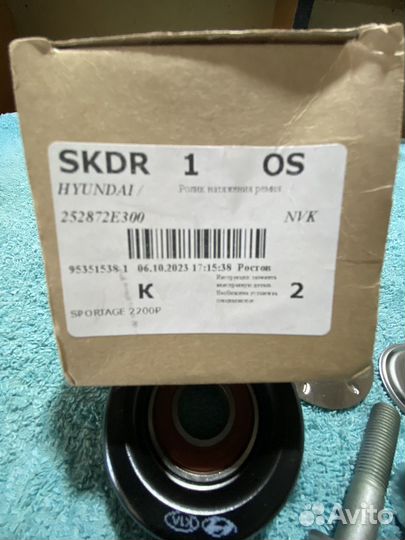 SKDR 1 OS
HYUNDAI / Ролик натяжения ремня
252872E300 NVK
95351538-1 06.10.2023 17:15:38 Ростов
K 2
SPORTAGE 2200P
KIA
Avito